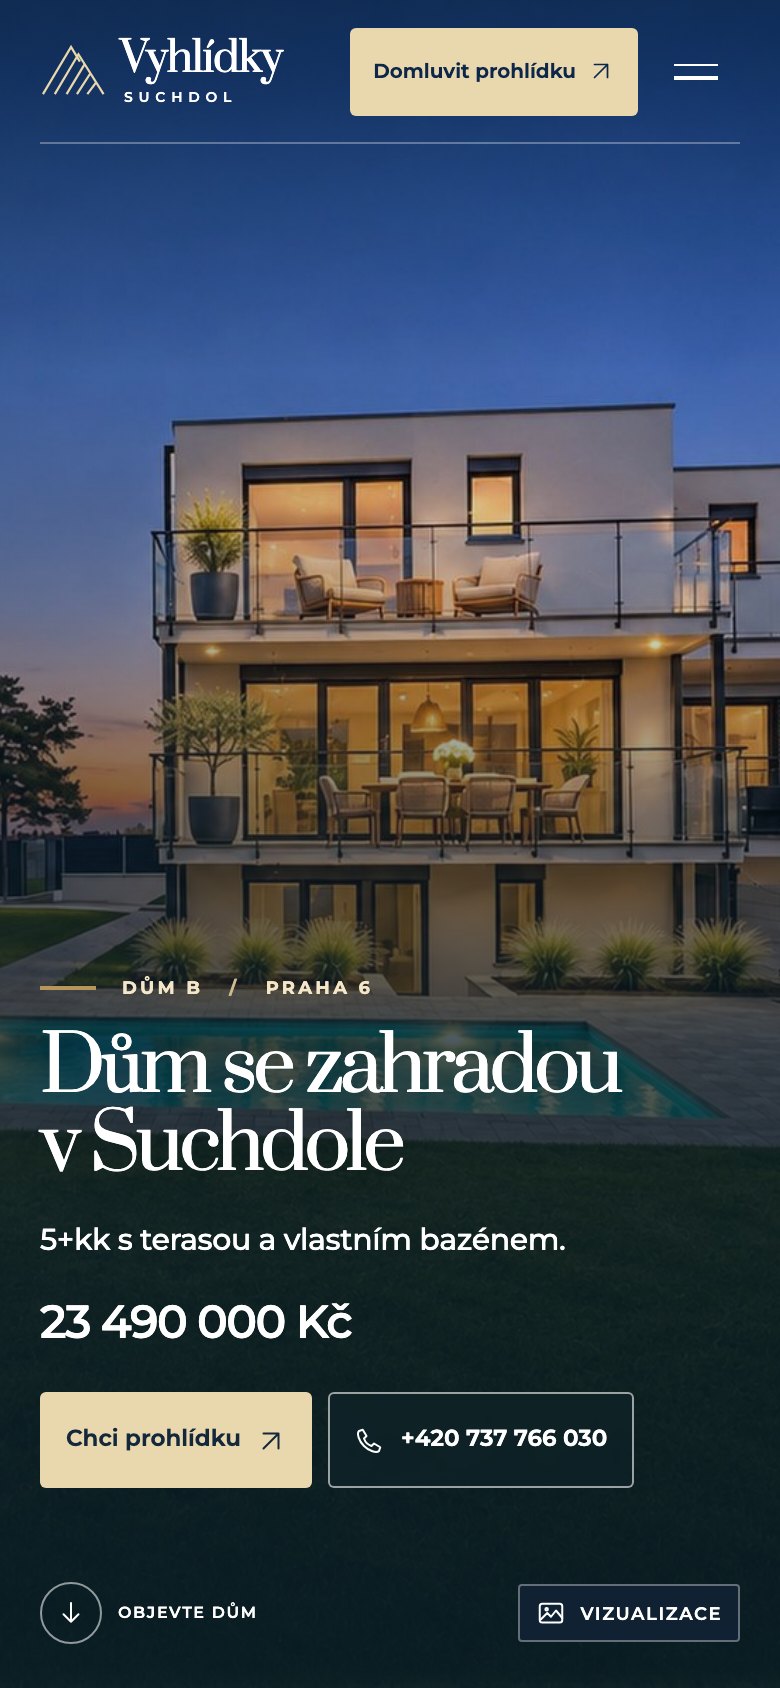 Vyhlídky
SUCHDOL
Domluvit prohlídku
DŮM B / PRAHA 6
Dům se zahradou
v Suchdole
5+kk s terasou a vlastním bazénem.
23 490 000 Kč
Chci prohlídku
+420 737 766 030
OBJEVTE DŮM
VIZUALIZACE